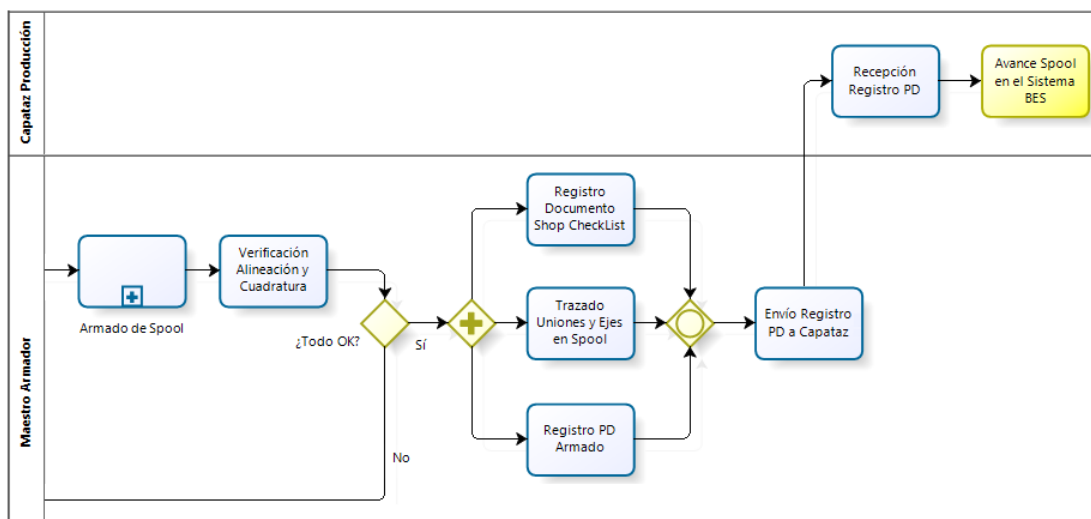 Capataz Producción
Recepción
Registro PD
Avance Spool
en el Sistema
BES
Maestro Armador
Armado de Spool
Verificación
Alineación y
Cuadratura
¿Todo OK?
Sí
No
Registro
Documento
Shop CheckList
Trazado
Uniones y Ejes
en Spool
Registro PD
Armado
Envío Registro
PD a Capataz